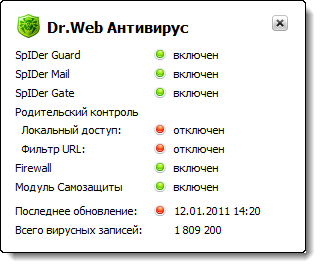 Dr.Web Антивирус
SpIDer Guard включен
SpIDer Mail включен
SpIDer Gate включен
Родительский контроль
Локальный доступ: отключен
Фильтр URL: отключен
Firewall включен
Модуль Самозащиты включен
Последнее обновление: 12.01.2011 14:20
Всего вирусных записей: 1 809 200